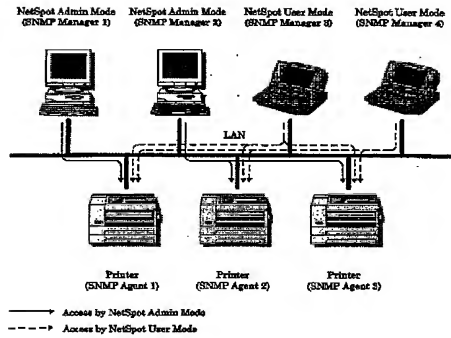 NetSpot Admin Mode
(SNMP Manager 1)
NetSpot Admin Mode
(SNMP Manager 2)
NetSpot User Mode
(SNMP Manager 3)
NetSpot User Mode
(SNMP Manager 4)
LAN
Printer
(SNMP Agent 1)
Printer
(SNMP Agent 2)
Printer
(SNMP Agent 3)
Access by NetSpot Admin Mode
Access by NetSpot User Mode